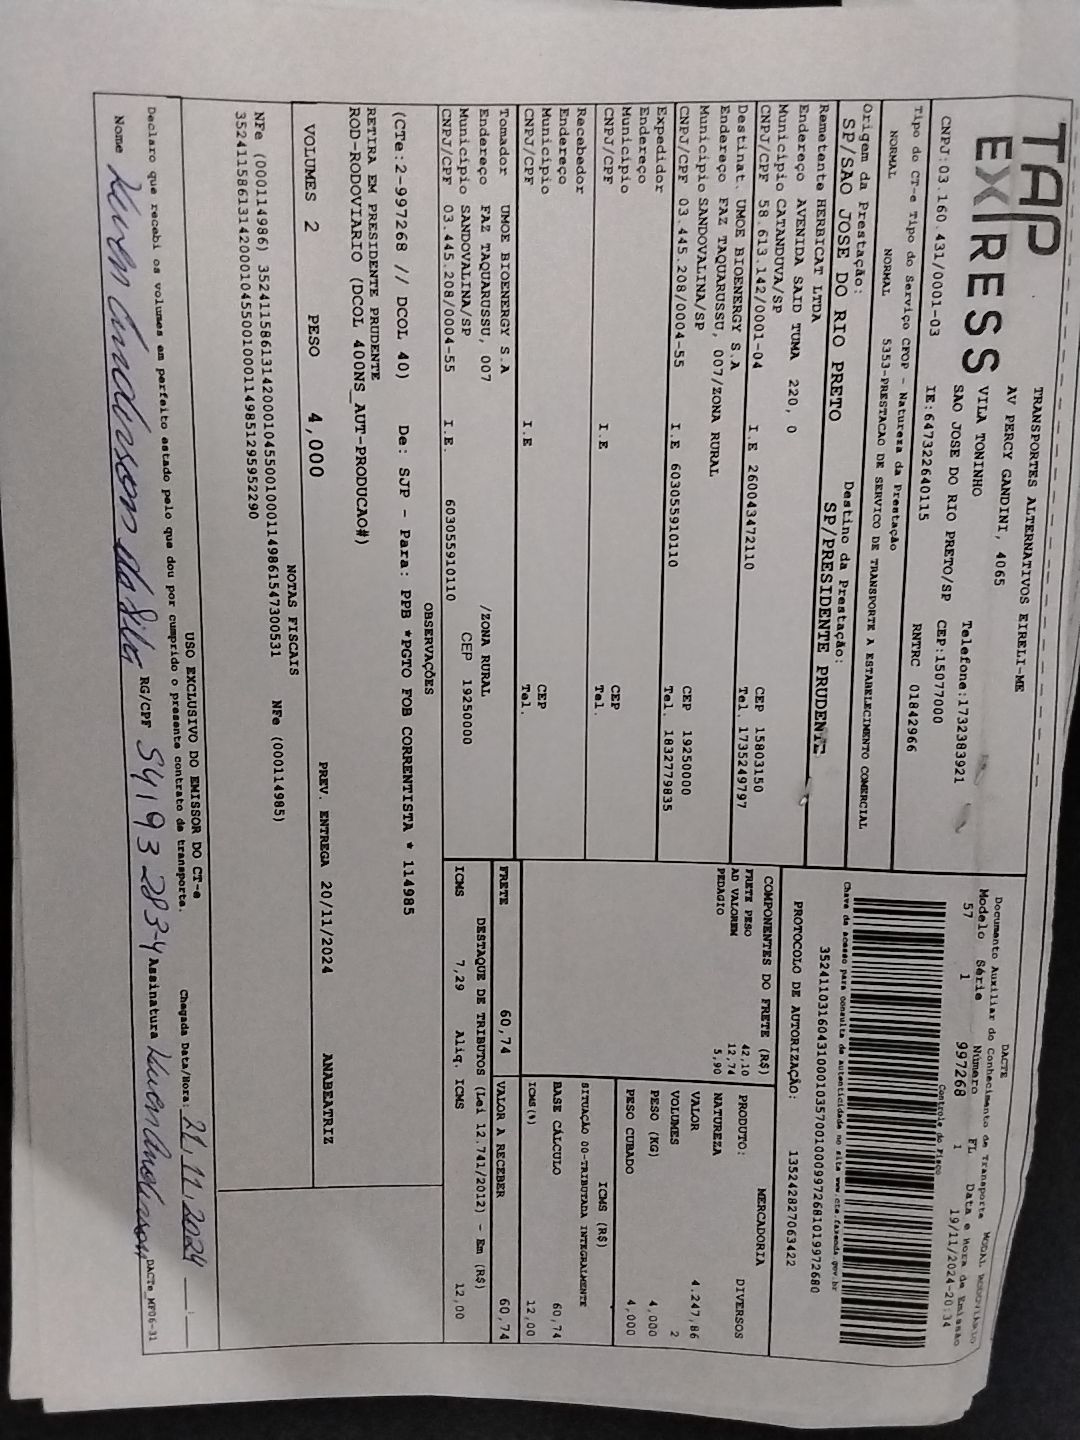 TAP EXPRESS
TRANSPORTES ALTERNATIVOS EIRELI-ME
AV PERCY GANDINI, 4065
VILA TONINHO Telefone:1732383921
SAO JOSE DO RIO PRETO/SP CEP:15077000
CNPJ:03.160.431/0001-03 IE:647322640115 RNTRC 01842966
DACTE
Documento Auxiliar do Conhecimento de Transporte MODAL RODOVIÁRIO
Modelo Série Número FL Data e Hora de Emissão
57 1 997268 1 19/11/2024-20:34
Controle do Fisco
Chave de acesso para consulta de autenticidade no site www.cte.fazenda.gov.br
35241103160431000103570010009972681019972680
PROTOCOLO DE AUTORIZAÇÃO: 135242827063422
Tipo do CT-e Tipo do Serviço CFOP - Natureza da Prestação
NORMAL NORMAL 5353-PRESTACAO DE SERVICO DE TRANSPORTE A ESTABELECIMENTO COMERCIAL
Origem da Prestação: Destino da Prestação:
SP/SAO JOSE DO RIO PRETO SP/PRESIDENTE PRUDENTE
Remetente HERBICAT LTDA
Endereço AVENIDA SAID TUMA 220, 0
Município CATANDUVA/SP CEP 15803150
CNPJ/CPF 58.613.142/0001-04 I.E 260043472110 Tel. 1735249797
Destinat. UMOE BIOENERGY S.A
Endereço FAZ TAQUARUSSU, 007/ZONA RURAL
Município SANDOVALINA/SP CEP 19250000
CNPJ/CPF 03.445.208/0004-55 I.E 603055910110 Tel. 1832779835
Expedidor
Endereço
Município CEP
CNPJ/CPF I.E Tel.
Recebedor
Endereço
Município CEP
CNPJ/CPF I.E Tel.
Tomador UMOE BIOENERGY S.A
Endereço FAZ TAQUARUSSU, 007 /ZONA RURAL
Município SANDOVALINA/SP CEP 19250000
CNPJ/CPF 03.445.208/0004-55 I.E. 603055910110
COMPONENTES DO FRETE (R$)
FRETE PESO 42,10
AD VALOREM 12,74
PEDAGIO 5,90
MERCADORIA
PRODUTO: DIVERSOS
NATUREZA
VALOR 4.247,86
VOLUMES 2
PESO (KG) 4,000
PESO CUBADO 4,000
ICMS (R$)
SITUAÇÃO 00-TRIBUTADA INTEGRALMENTE
BASE CÁLCULO 60,74
ICMS(%) 12,00
FRETE 60,74 VALOR A RECEBER 60,74
DESTAQUE DE TRIBUTOS (Lei 12.741/2012) - Em (R$)
ICMS 7,29 Aliq. ICMS 12,00
OBSERVAÇÕES
(CTe:2-997268 // DCOL 40) De: SJP - Para: PPB *PGTO FOB CORRENTISTA * 114985
RETIRA EM PRESIDENTE PRUDENTE
ROD-RODOVIARIO (DCOL 400NS_AUT-PRODUCAO#)
VOLUMES 2 PESO 4,000 PREV. ENTREGA 20/11/2024 ANABEATRIZ
NOTAS FISCAIS
NFe (000114986) 35241158613142000104550010001149861547300531 NFe (000114985)
35241158613142000104550010001149851295952290
USO EXCLUSIVO DO EMISSOR DO CT-e
Declaro que recebi os volumes em perfeito estado pelo que dou por cumprido o presente contrato de transporte. Chegada Data/Hora: 21,11,2024 __:__
Nome da Silva RG/CPF 54193283-4 Assinatura
DACTe_MF06-31